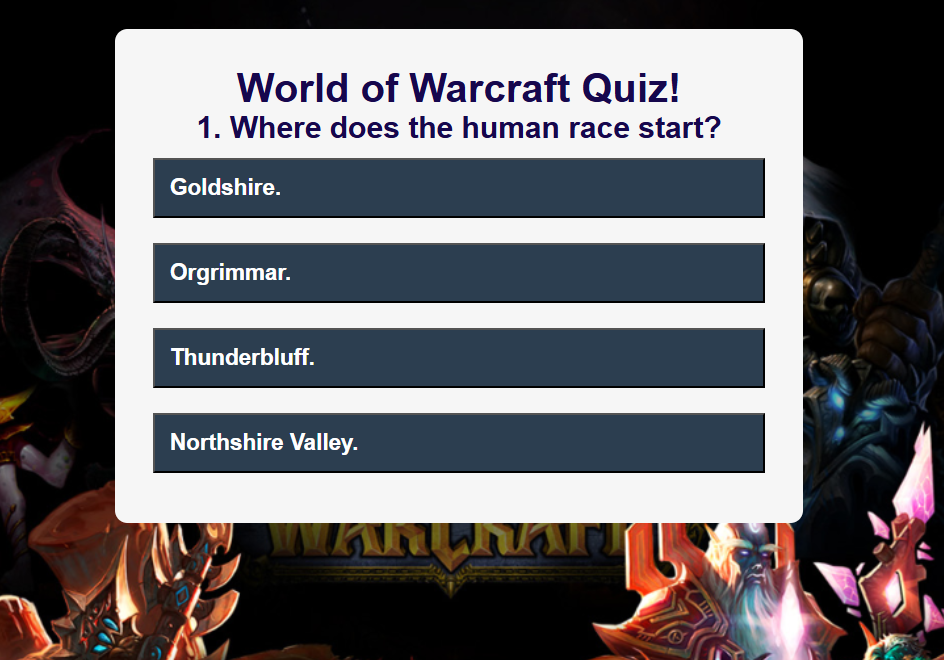 World of Warcraft Quiz!
1. Where does the human race start?
Goldshire.
Orgrimmar.
Thunderbluff.
Northshire Valley.
WARCRAFT